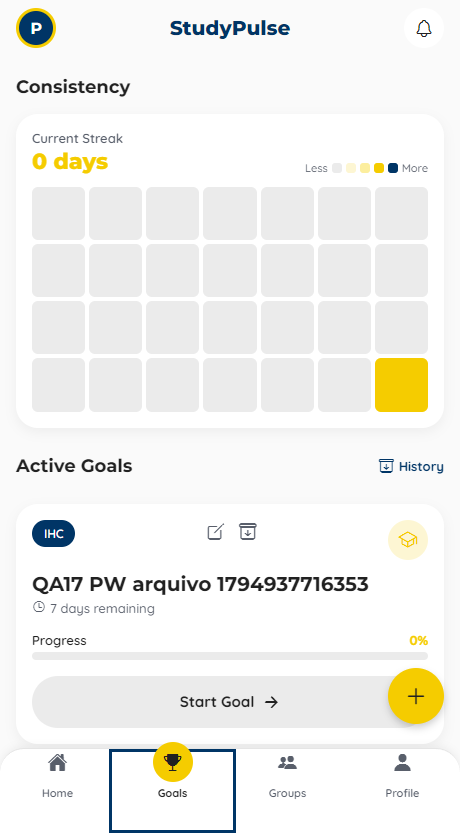 P
StudyPulse
Consistency
Current Streak
0 days
Less
More
Active Goals
History
IHC
QA17 PW arquivo 1794937716353
7 days remaining
Progress
0%
Start Goal
Home
Goals
Groups
Profile